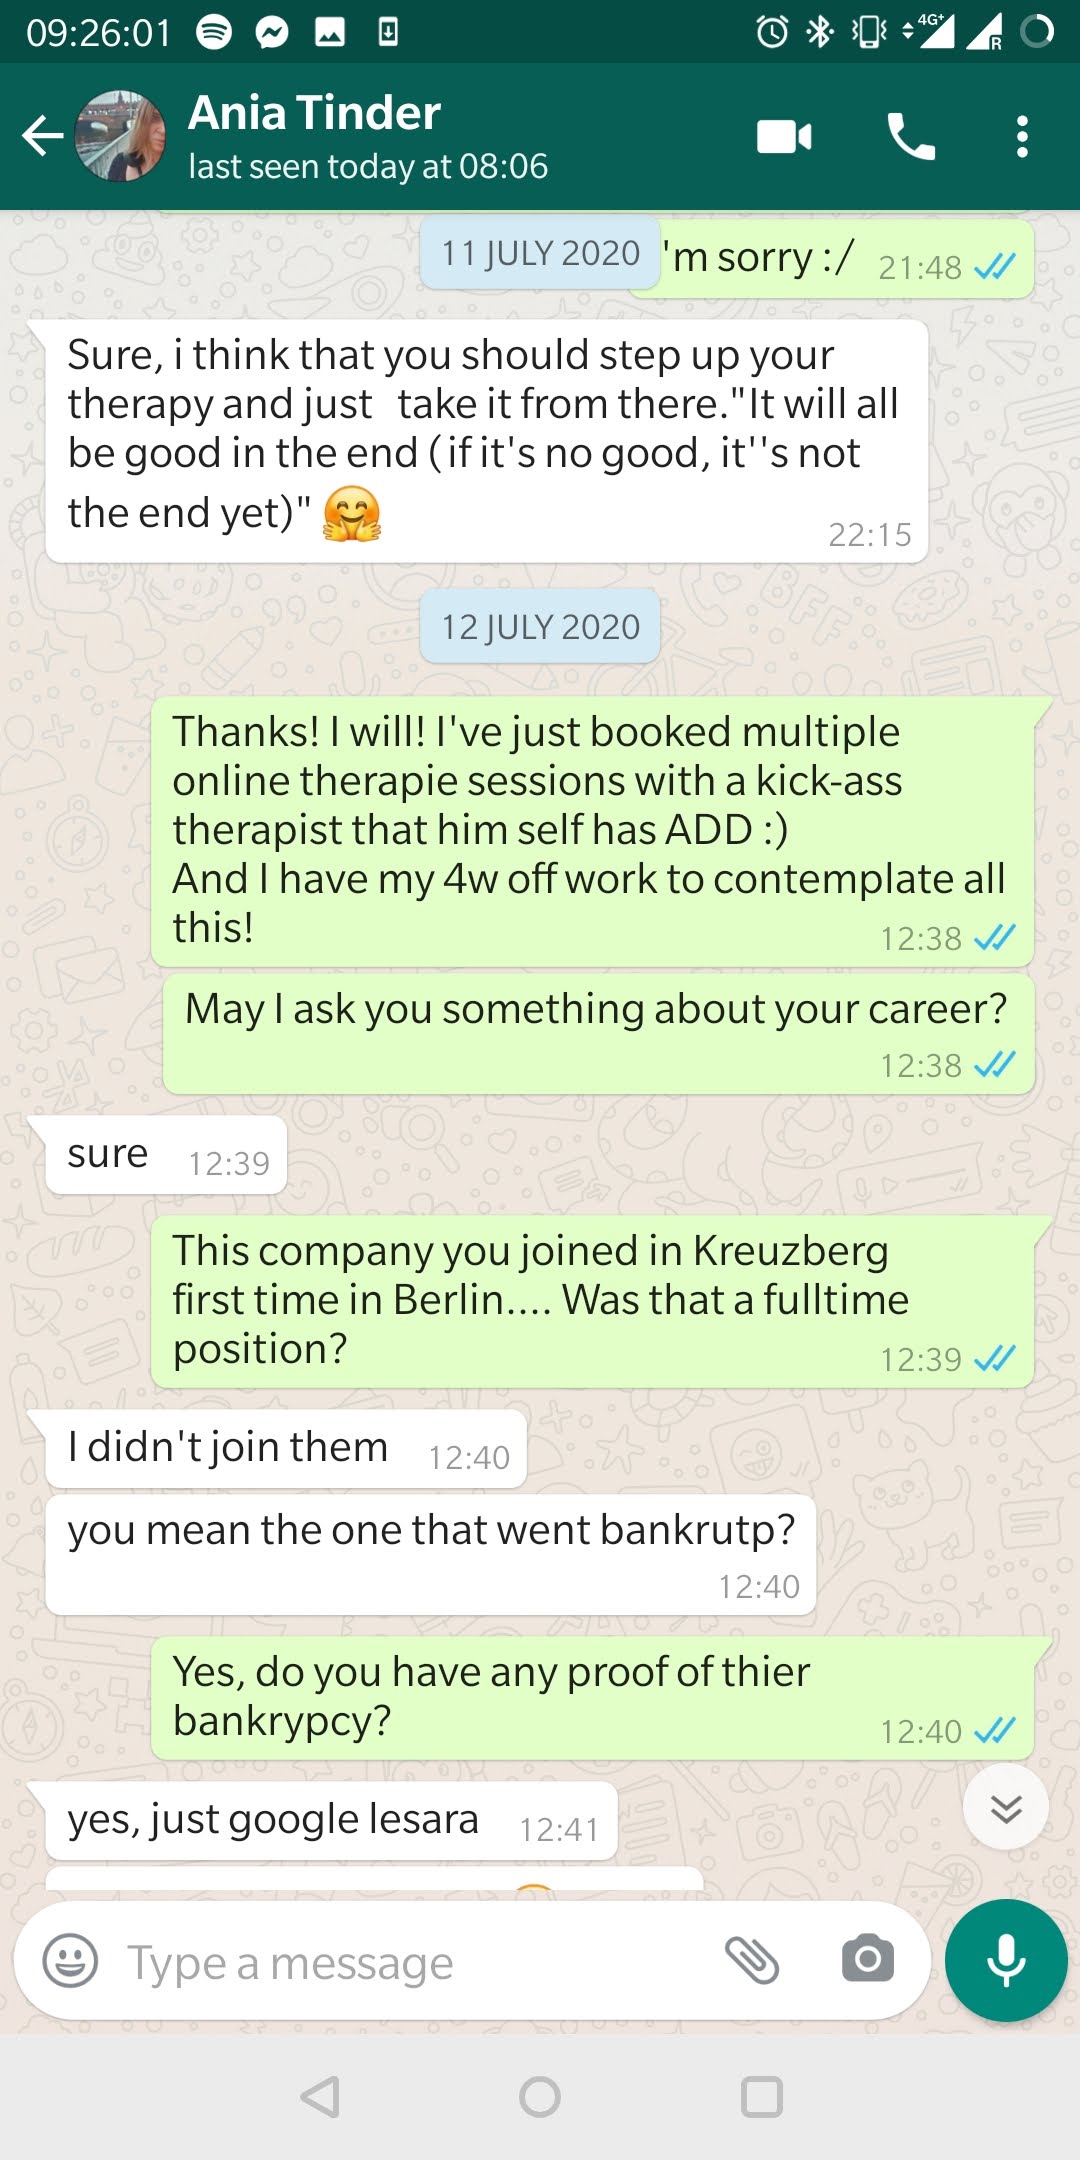 09:26:01
4G+
R
Ania Tinder
last seen today at 08:06
11 JULY 2020
'm sorry :/ 21:48
Sure, i think that you should step up your
therapy and just take it from there."It will all
be good in the end (if it's no good, it''s not
the end yet)" 🤗
22:15
12 JULY 2020
Thanks! I will! I've just booked multiple
online therapie sessions with a kick-ass
therapist that him self has ADD :)
And I have my 4w off work to contemplate all
this!
12:38
May I ask you something about your career?
12:38
sure 12:39
This company you joined in Kreuzberg
first time in Berlin.... Was that a fulltime
position?
12:39
I didn't join them 12:40
you mean the one that went bankrutp?
12:40
Yes, do you have any proof of thier
bankrypcy?
12:40
yes, just google lesara 12:41
Type a message